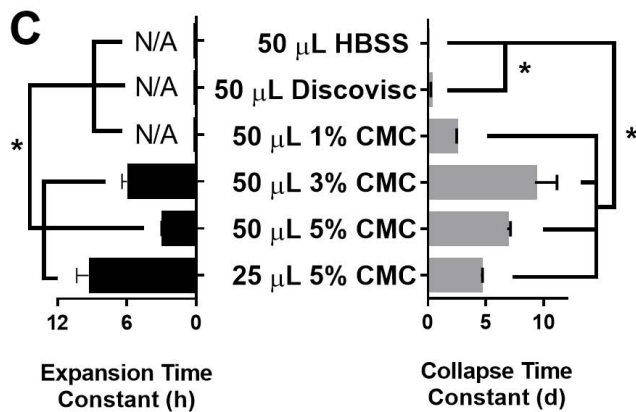 C
N/A 50 μL HBSS
N/A 50 μL Discovisc *
* N/A 50 μL 1% CMC *
50 μL 3% CMC
50 μL 5% CMC
25 μL 5% CMC
12 6 0 0 5 10
Expansion Time Collapse Time
Constant (h) Constant (d)